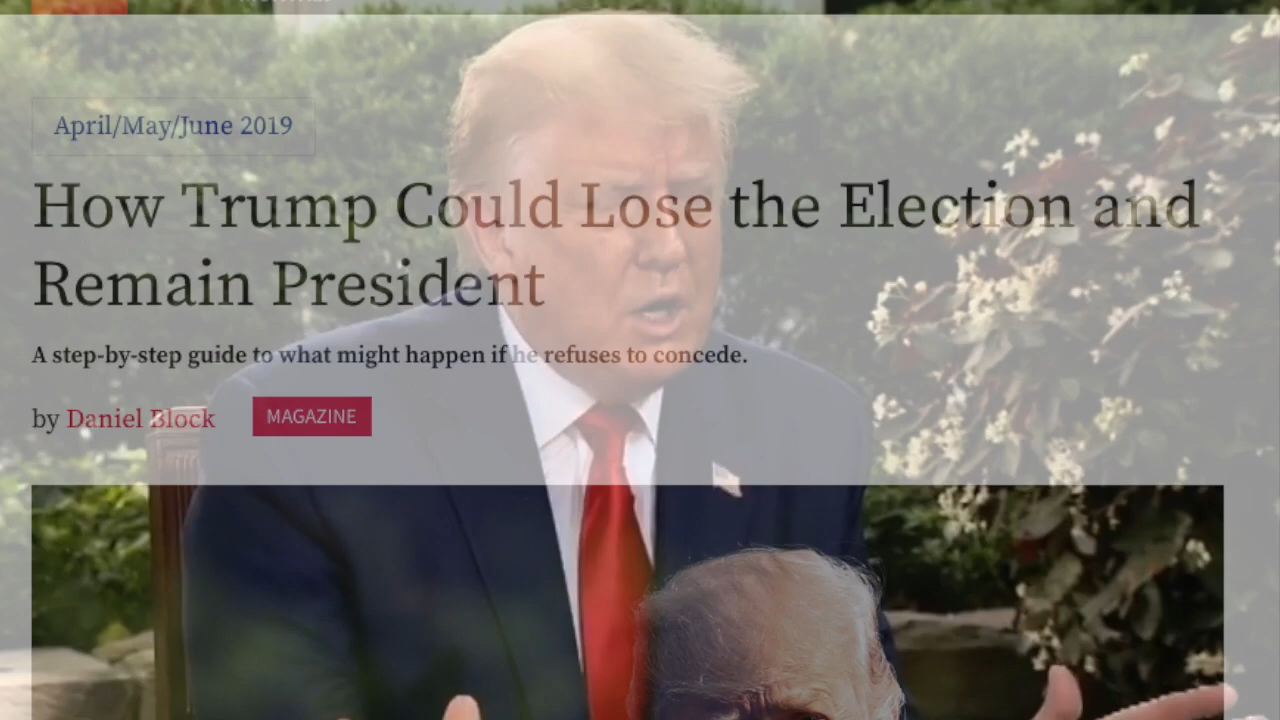 April/May/June 2019
How Trump Could Lose the Election and
Remain President
A step-by-step guide to what might happen if he refuses to concede.
by Daniel Block MAGAZINE